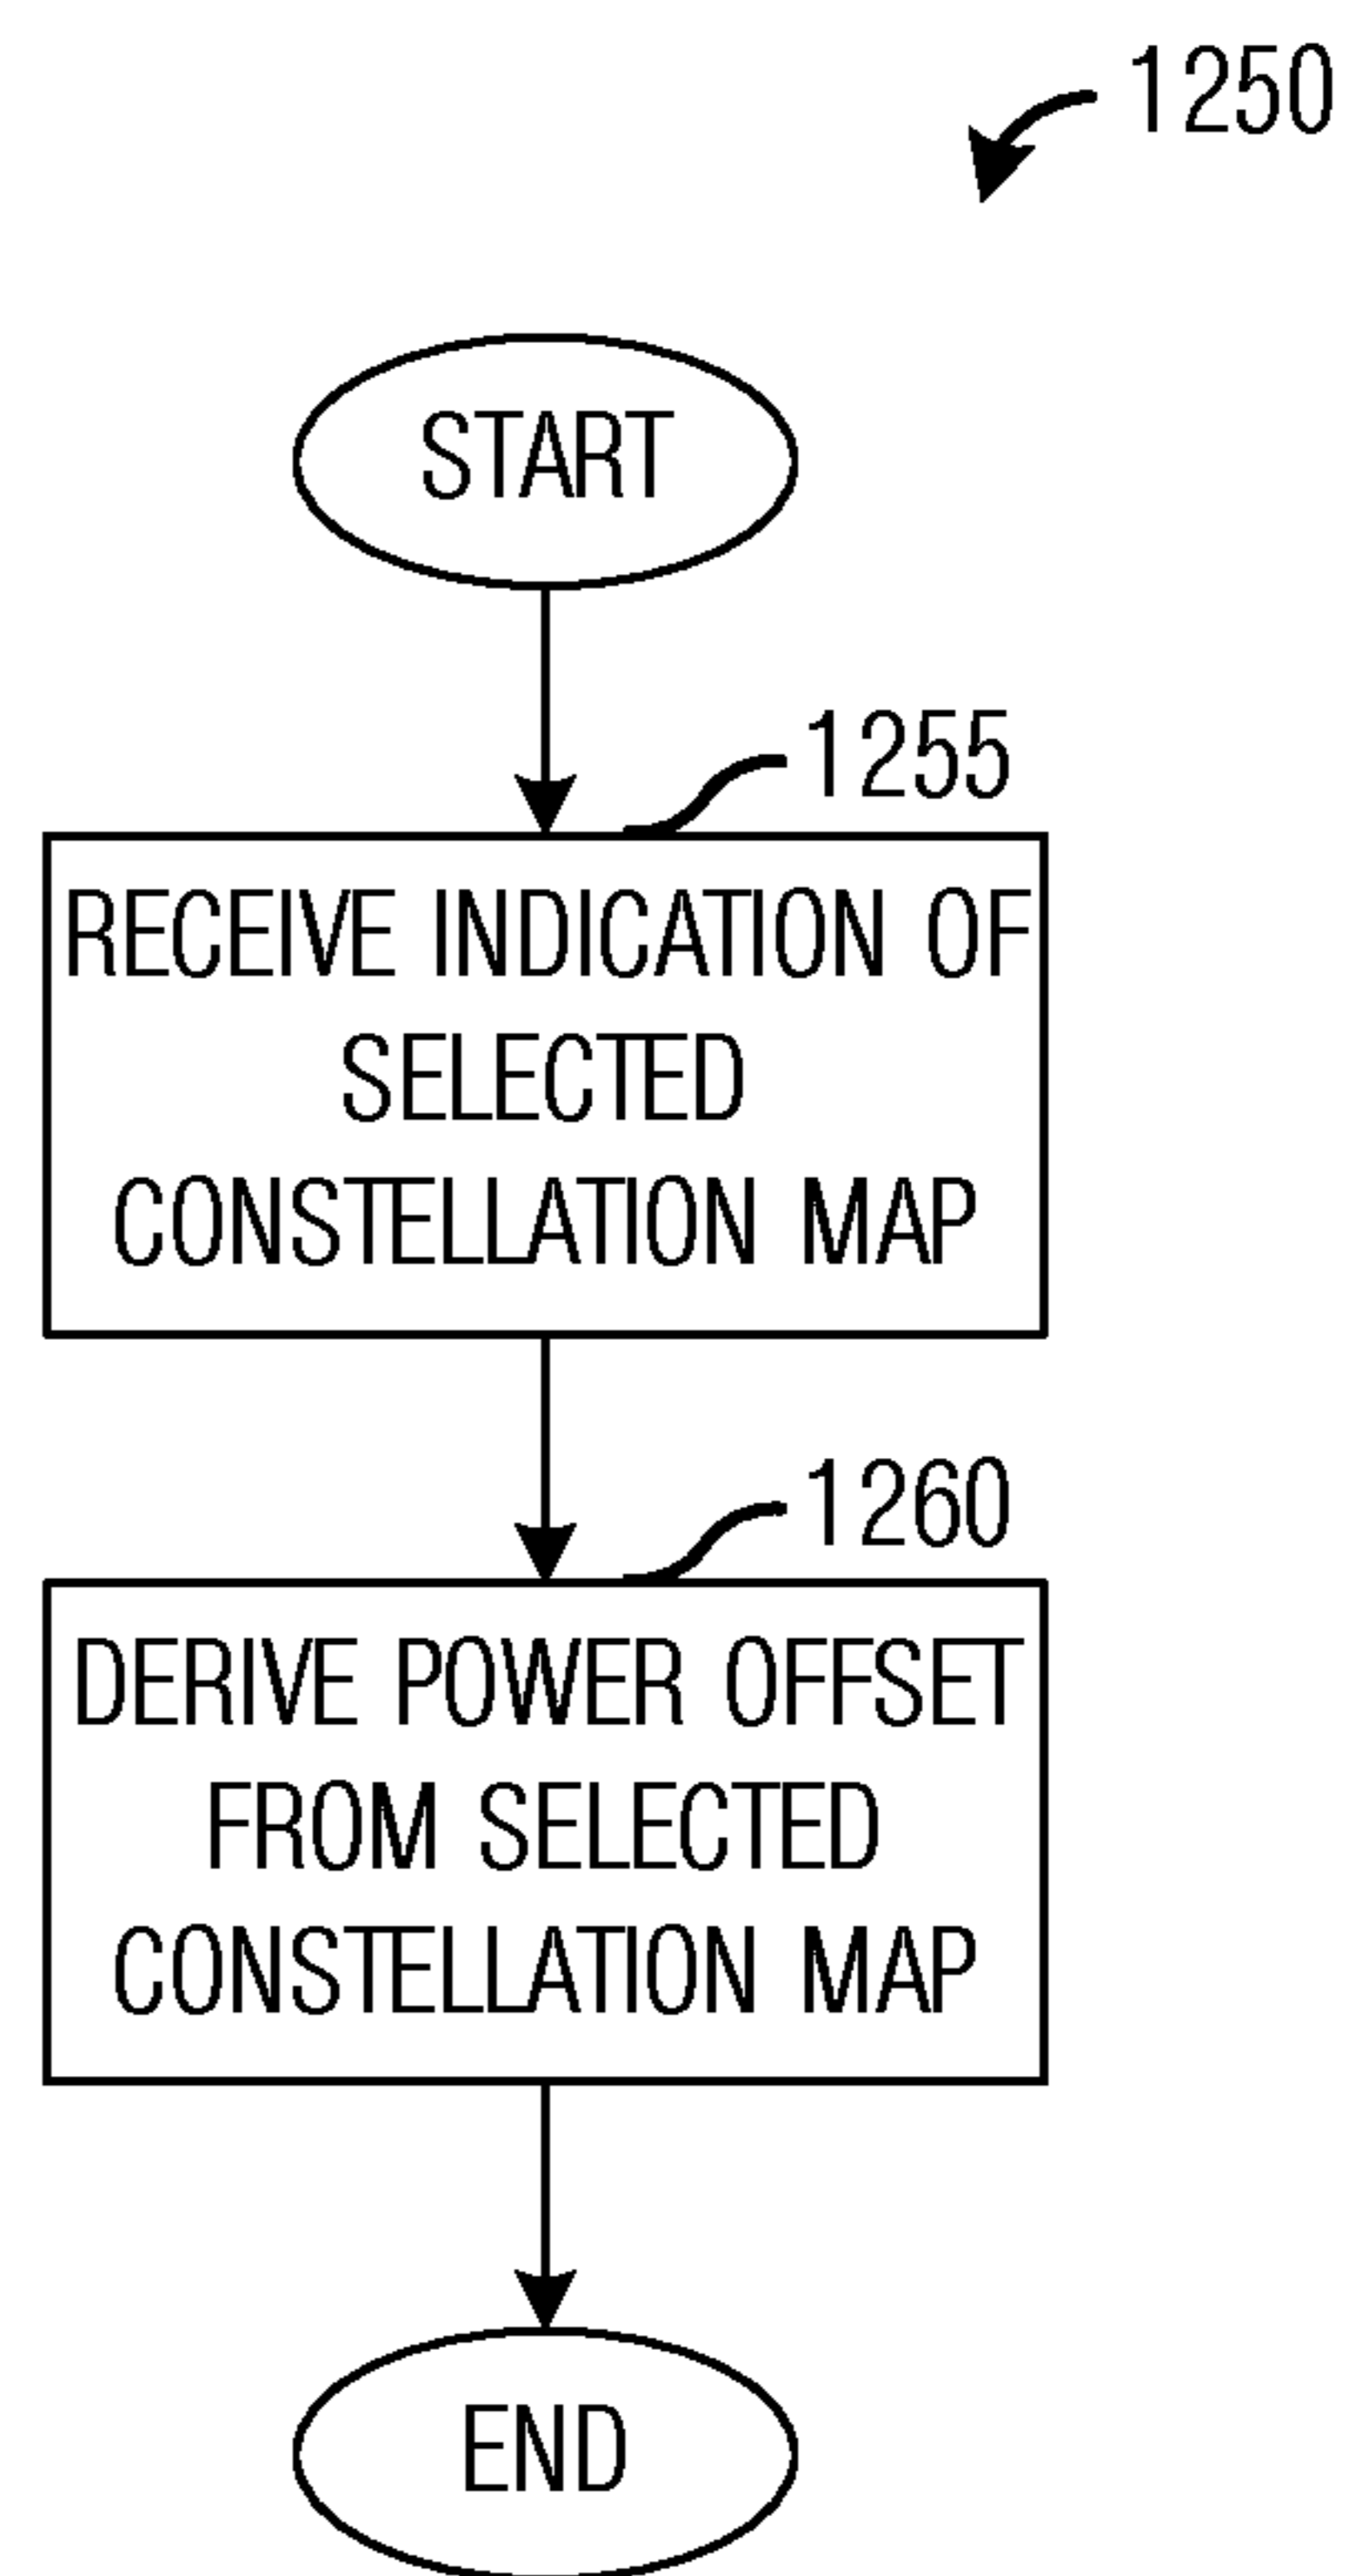 1250
START
1255
RECEIVE INDICATION OF
SELECTED
CONSTELLATION MAP
1260
DERIVE POWER OFFSET
FROM SELECTED
CONSTELLATION MAP
END